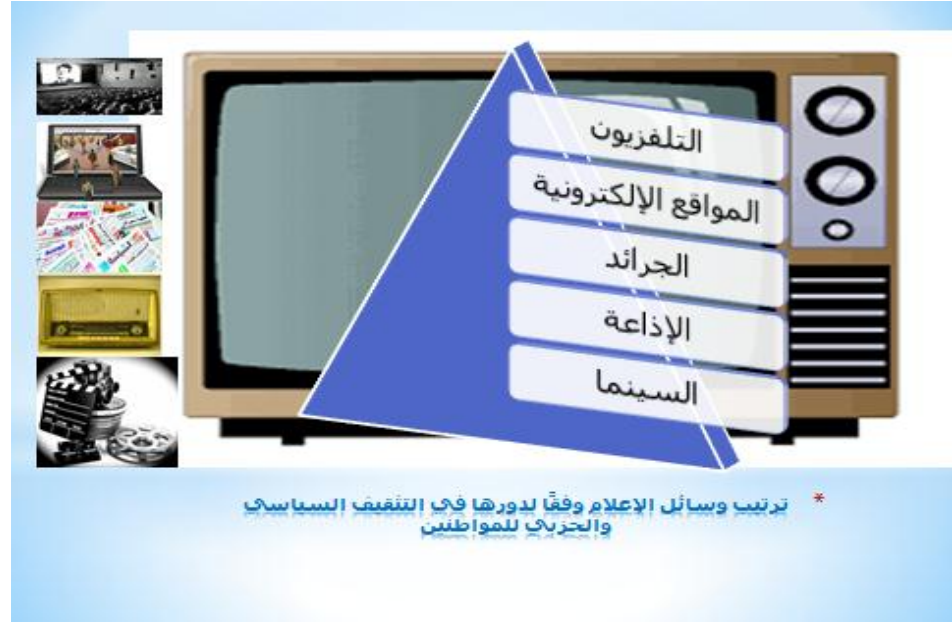 التلفزيون
المواقع الإلكترونية
الجرائد
الإذاعة
السينما
* ترتيب وسائل الإعلام وفقًا لدورها في التثقيف السياسي
والحزبي للمواطنين